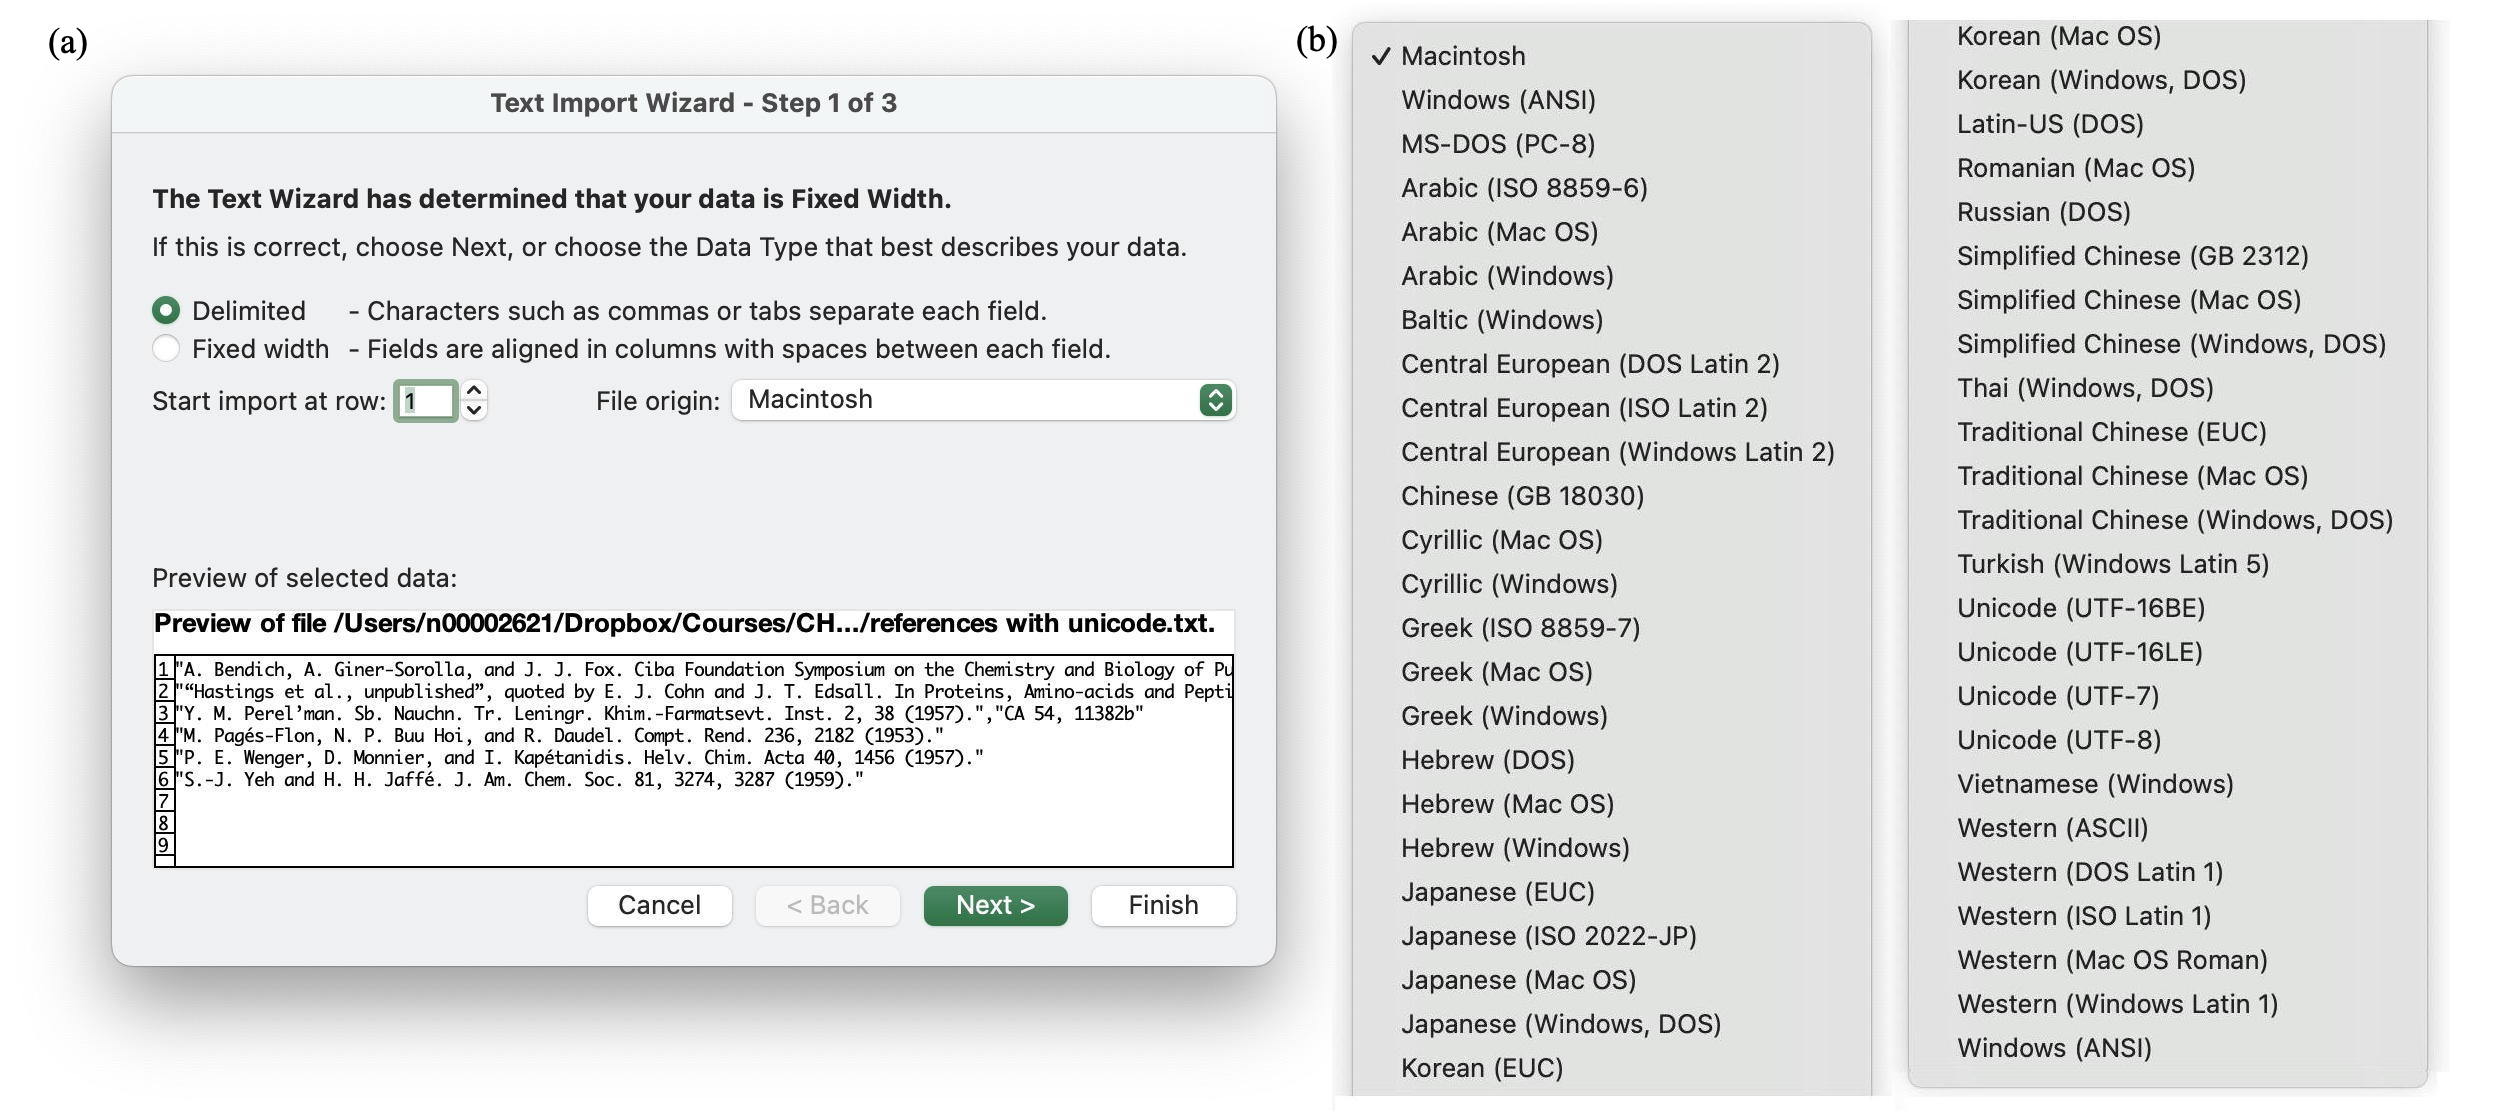 (a)
Text Import Wizard - Step 1 of 3
The Text Wizard has determined that your data is Fixed Width.
If this is correct, choose Next, or choose the Data Type that best describes your data.
Delimited - Characters such as commas or tabs separate each field.
Fixed width - Fields are aligned in columns with spaces between each field.
Start import at row: 1 File origin: Macintosh
Preview of selected data:
Preview of file /Users/n00002621/Dropbox/Courses/CH.../references with unicode.txt.
1 "A. Bendich, A. Giner-Sorolla, and J. J. Fox. Ciba Foundation Symposium on the Chemistry and Biology of Pu
2 "“Hastings et al., unpublished”, quoted by E. J. Cohn and J. T. Edsall. In Proteins, Amino-acids and Pepti
3 "Y. M. Perel’man. Sb. Nauchn. Tr. Leningr. Khim.-Farmatsevt. Inst. 2, 38 (1957).","CA 54, 11382b"
4 "M. Pagés-Flon, N. P. Buu Hoi, and R. Daudel. Compt. Rend. 236, 2182 (1953)."
5 "P. E. Wenger, D. Monnier, and I. Kapétanidis. Helv. Chim. Acta 40, 1456 (1957)."
6 "S.-J. Yeh and H. H. Jaffé. J. Am. Chem. Soc. 81, 3274, 3287 (1959)."
7
8
9
Cancel < Back Next > Finish
(b)
✓ Macintosh
Windows (ANSI)
MS-DOS (PC-8)
Arabic (ISO 8859-6)
Arabic (Mac OS)
Arabic (Windows)
Baltic (Windows)
Central European (DOS Latin 2)
Central European (ISO Latin 2)
Central European (Windows Latin 2)
Chinese (GB 18030)
Cyrillic (Mac OS)
Cyrillic (Windows)
Greek (ISO 8859-7)
Greek (Mac OS)
Greek (Windows)
Hebrew (DOS)
Hebrew (Mac OS)
Hebrew (Windows)
Japanese (EUC)
Japanese (ISO 2022-JP)
Japanese (Mac OS)
Japanese (Windows, DOS)
Korean (EUC)
Korean (Mac OS)
Korean (Windows, DOS)
Latin-US (DOS)
Romanian (Mac OS)
Russian (DOS)
Simplified Chinese (GB 2312)
Simplified Chinese (Mac OS)
Simplified Chinese (Windows, DOS)
Thai (Windows, DOS)
Traditional Chinese (EUC)
Traditional Chinese (Mac OS)
Traditional Chinese (Windows, DOS)
Turkish (Windows Latin 5)
Unicode (UTF-16BE)
Unicode (UTF-16LE)
Unicode (UTF-7)
Unicode (UTF-8)
Vietnamese (Windows)
Western (ASCII)
Western (DOS Latin 1)
Western (ISO Latin 1)
Western (Mac OS Roman)
Western (Windows Latin 1)
Windows (ANSI)